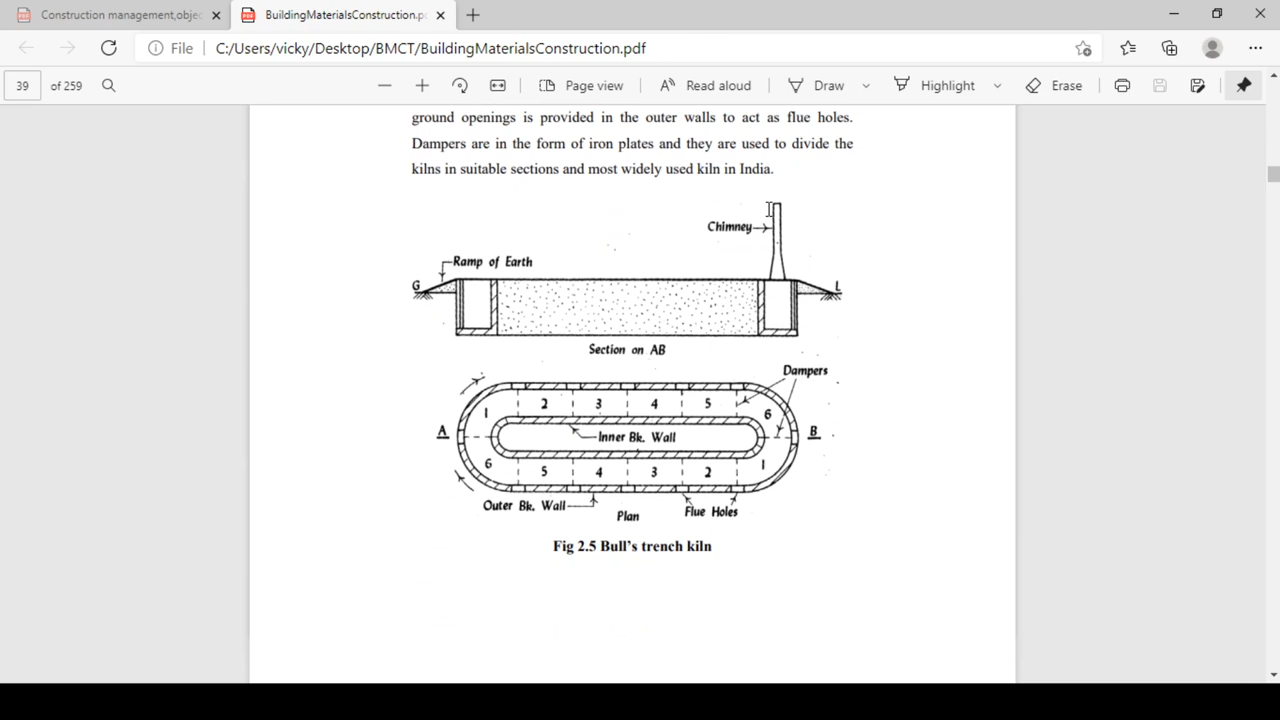 Construction management,objec
BuildingMaterialsConstruction.pd
File C:/Users/vicky/Desktop/BMCT/BuildingMaterialsConstruction.pdf
39 of 259 Page view Read aloud Draw Highlight Erase
ground openings is provided in the outer walls to act as flue holes.
Dampers are in the form of iron plates and they are used to divide the
kilns in suitable sections and most widely used kiln in India.
Chimney
Ramp of Earth
G L
Section on AB
Dampers
1 2 3 4 5 6
A Inner Bk. Wall B
6 5 4 3 2 1
Outer Bk. Wall Flue Holes
Plan
Fig 2.5 Bull's trench kiln